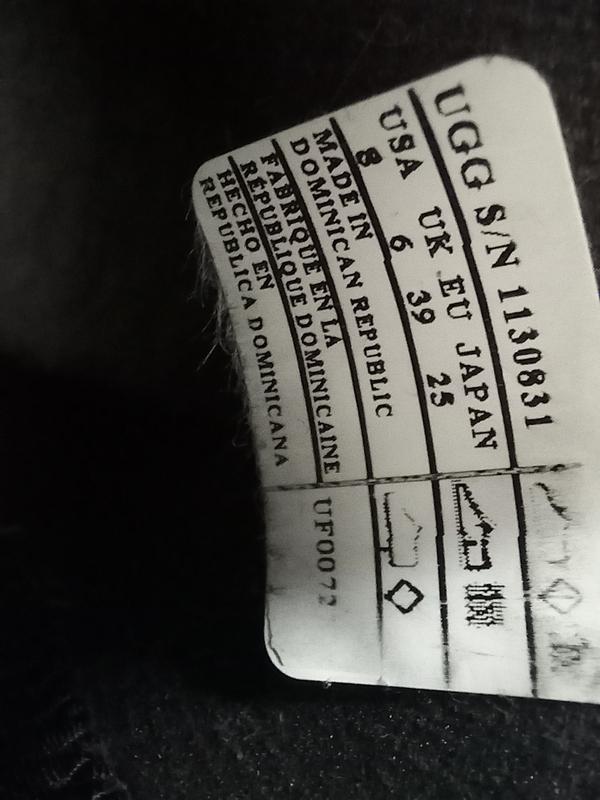 UGG S/N 1130831
USA UK EU JAPAN
8 6 39 25
MADE IN
DOMINICAN REPUBLIC
FABRIQUE EN LA
RÉPUBLIQUE DOMINICAINE
HECHO EN
REPUBLICA DOMINICANA
UF0072